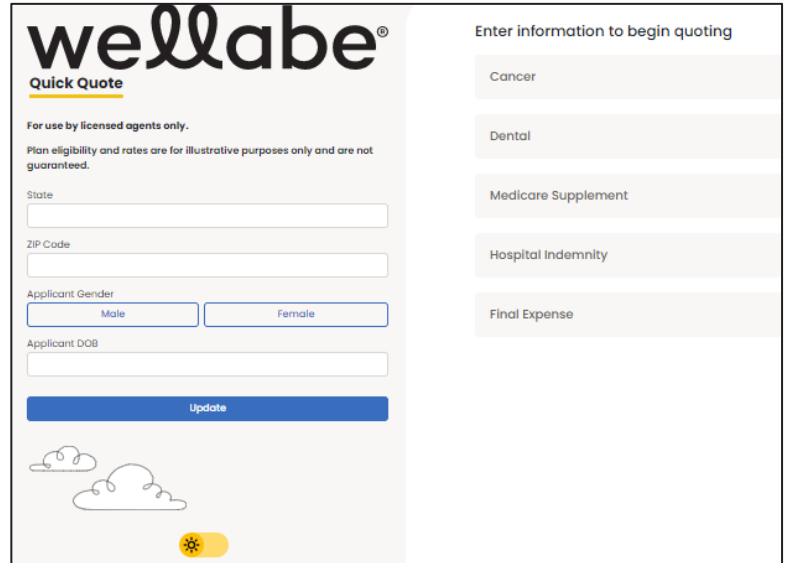 wellabe®
Quick Quote
For use by licensed agents only.
Plan eligibility and rates are for illustrative purposes only and are not
guaranteed.
State
ZIP Code
Applicant Gender
Male
Female
Applicant DOB
Update
Enter information to begin quoting
Cancer
Dental
Medicare Supplement
Hospital Indemnity
Final Expense